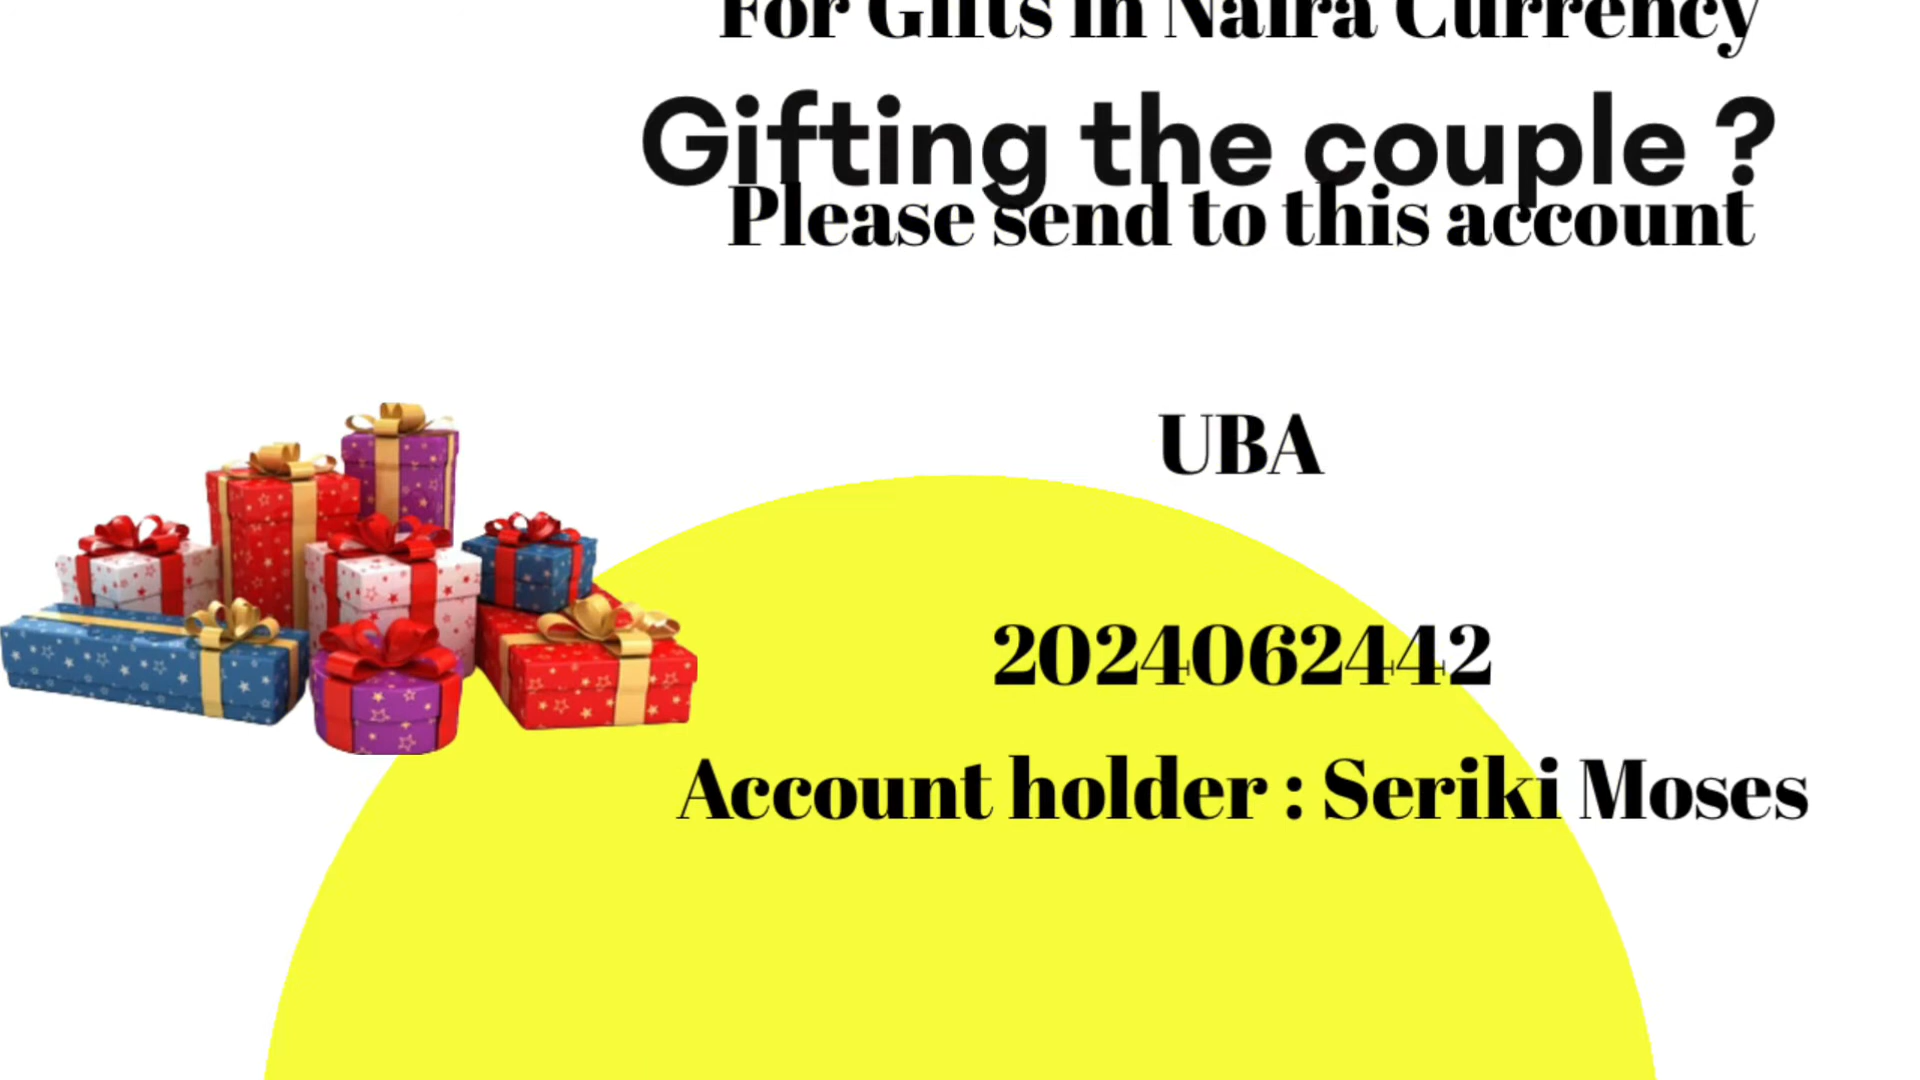 For Gifts in Naira Currency
Gifting the couple ?
Please send to this account
UBA
2024062442
Account holder : Seriki Moses